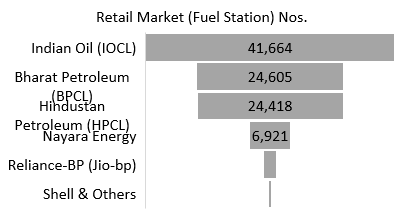 Retail Market (Fuel Station) Nos.
Indian Oil (IOCL) 41,664
Bharat Petroleum
(BPCL) 24,605
Hindustan
Petroleum (HPCL) 24,418
Nayara Energy 6,921
Reliance-BP (Jio-bp)
Shell & Others